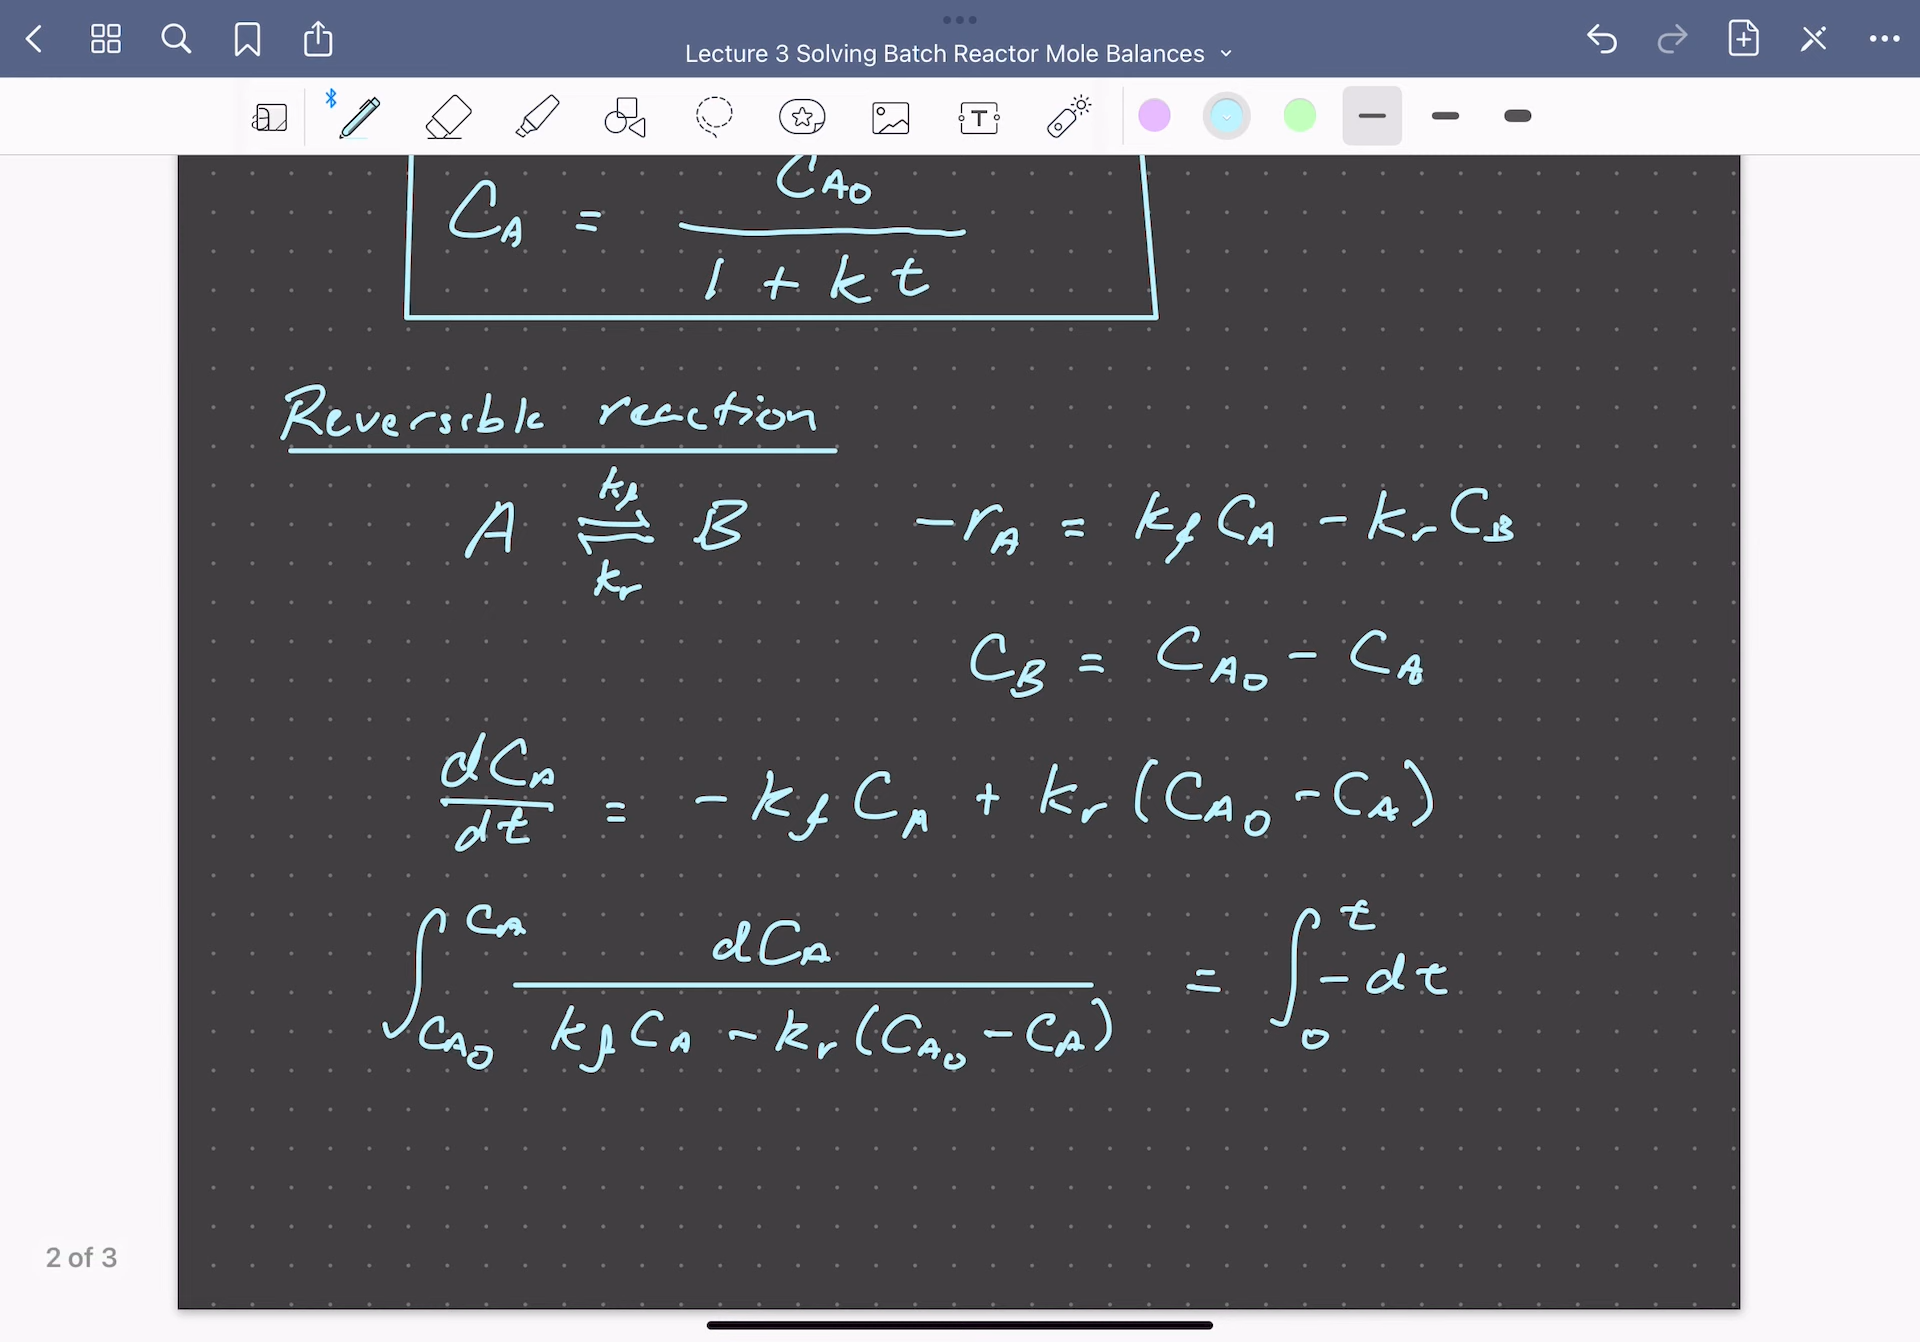 Lecture 3 Solving Batch Reactor Mole Balances
C_A = C_A0 / (1 + k t)
Reversible reaction
A ⇌ B (k_f, k_r)   -r_A = k_f C_A - k_r C_B
C_B = C_A0 - C_A
dC_A/dt = - k_f C_A + k_r (C_A0 - C_A)
∫_{C_A0}^{C_A} dC_A / (k_f C_A - k_r (C_A0 - C_A)) = ∫_0^t - dt
2 of 3